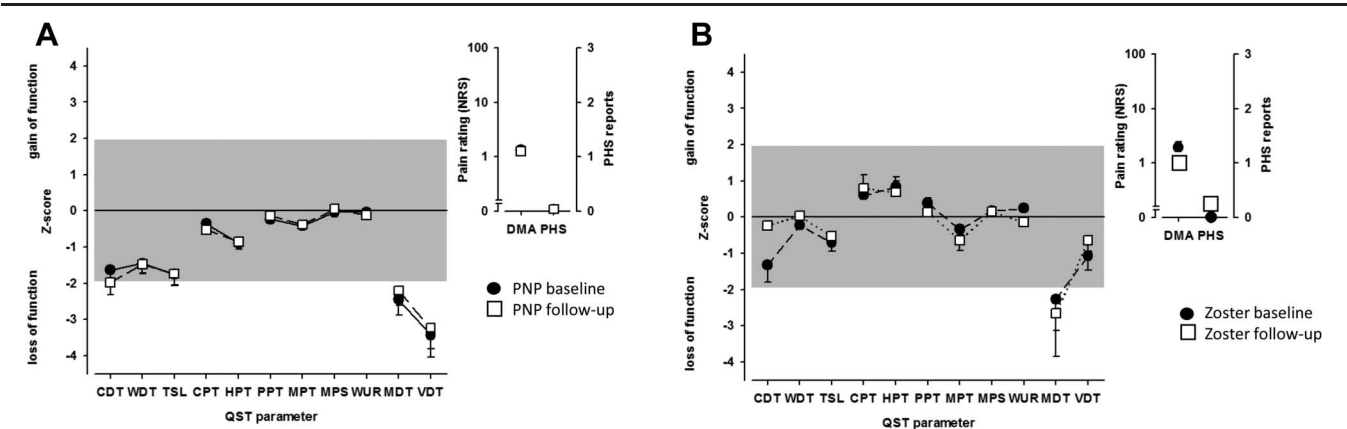 A
gain of function
Z-score
loss of function
4
3
2
1
0
-1
-2
-3
-4
CDT WDT TSL CPT HPT PPT MPT MPS WUR MDT VDT
QST parameter
Pain rating (NRS)
100
10
1
0
3
2
1
0
PHS reports
DMA PHS
PNP baseline
PNP follow-up
B
gain of function
Z-score
loss of function
4
3
2
1
0
-1
-2
-3
-4
CDT WDT TSL CPT HPT PPT MPT MPS WUR MDT VDT
QST parameter
Pain rating (NRS)
100
10
1
0
3
2
1
0
PHS reports
DMA PHS
Zoster baseline
Zoster follow-up